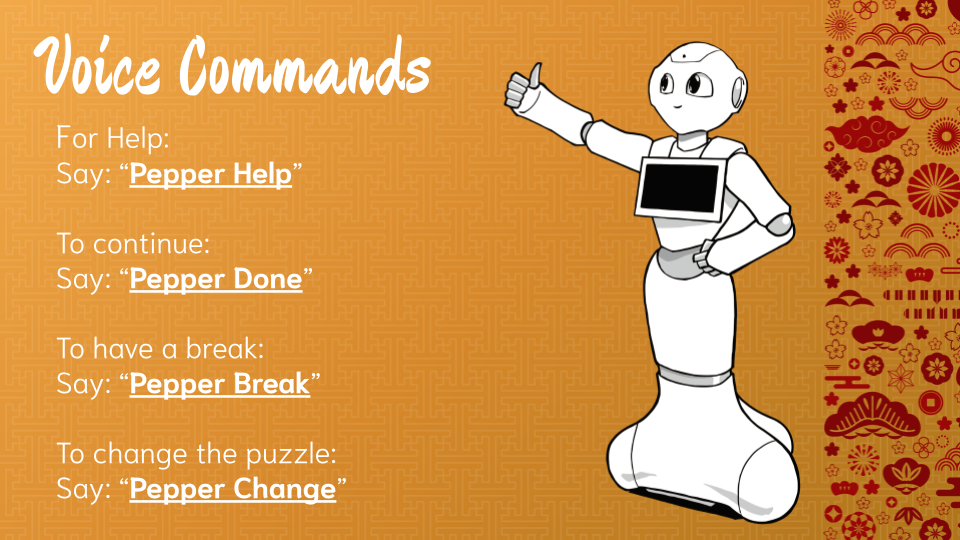 Voice Commands
For Help:
Say: “Pepper Help”
To continue:
Say: “Pepper Done”
To have a break:
Say: “Pepper Break”
To change the puzzle:
Say: “Pepper Change”